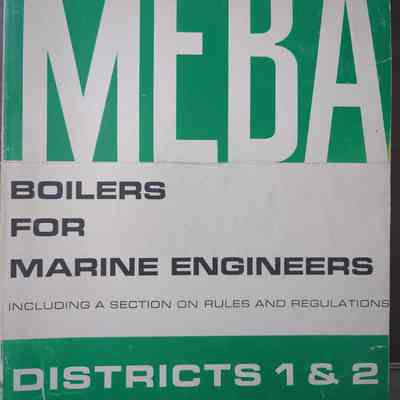 MEBA
BOILERS
FOR
MARINE ENGINEERS
INCLUDING A SECTION ON RULES AND REGULATIONS
DISTRICTS 1 & 2